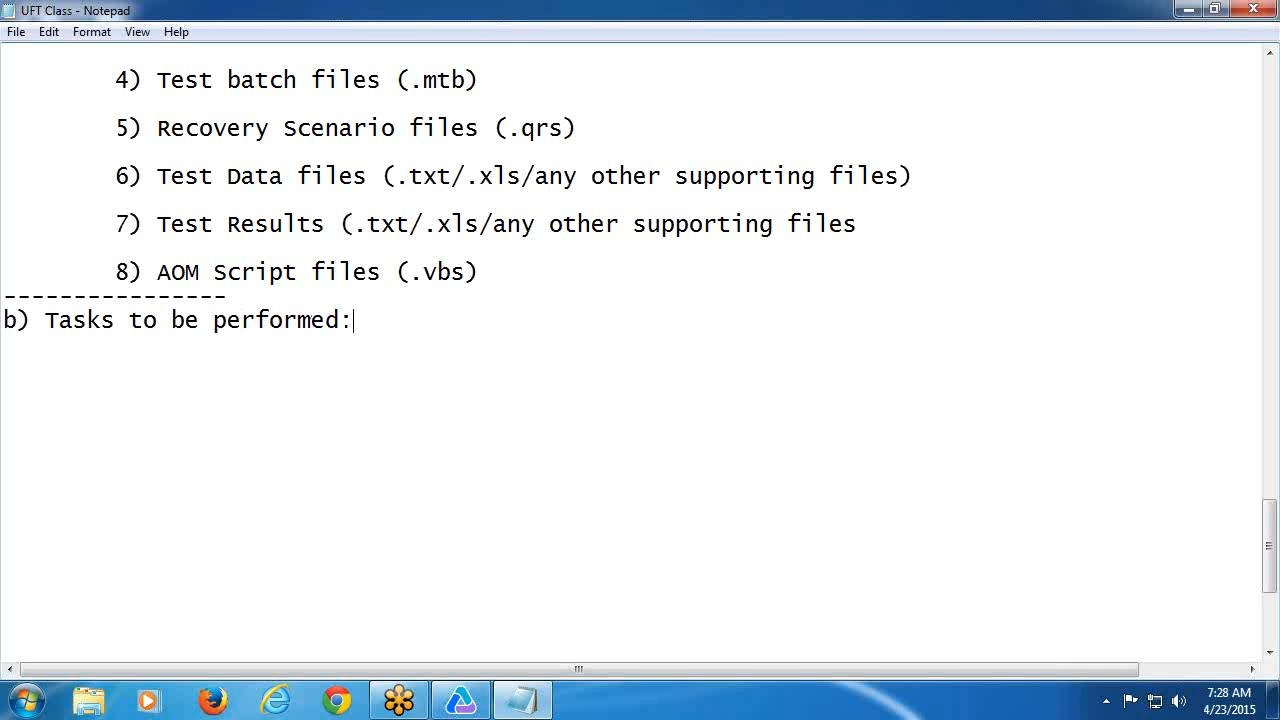 UFT Class - Notepad
File Edit Format View Help
4) Test batch files (.mtb)
5) Recovery Scenario files (.qrs)
6) Test Data files (.txt/.xls/any other supporting files)
7) Test Results (.txt/.xls/any other supporting files
8) AOM Script files (.vbs)
----------------
b) Tasks to be performed:
7:28 AM
4/23/2015